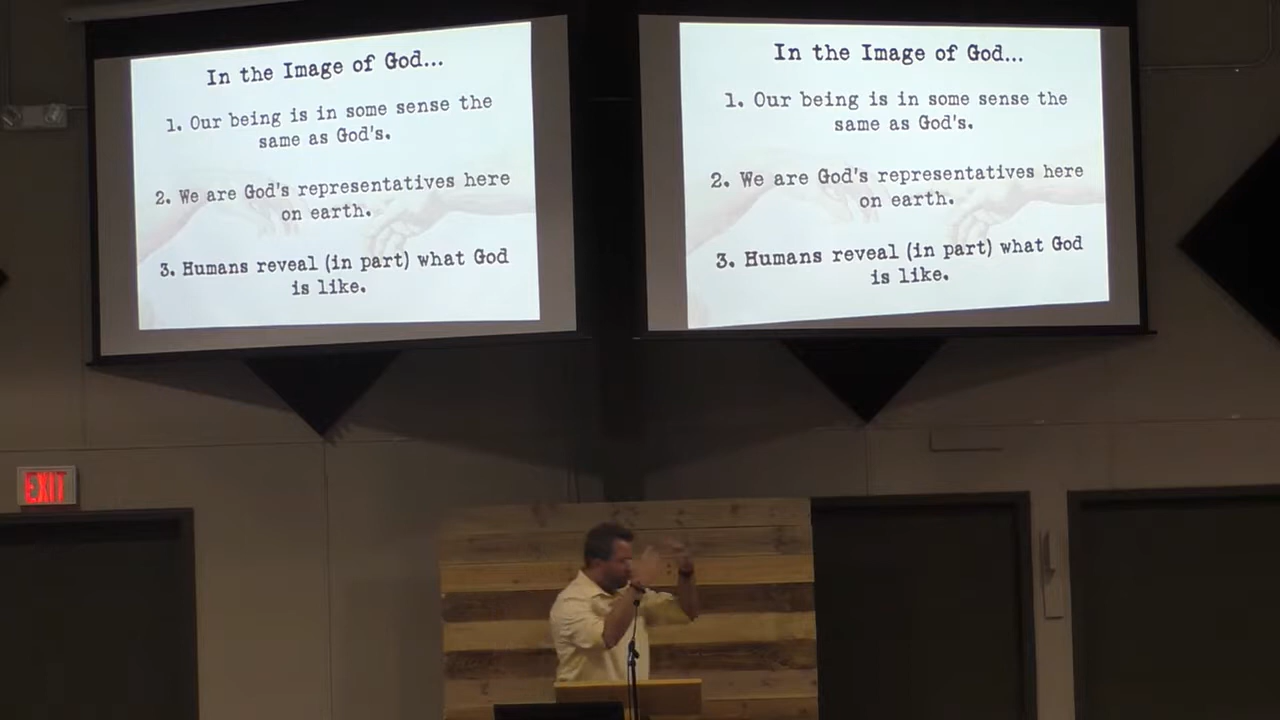 In the Image of God...
1. Our being is in some sense the
same as God's.
2. We are God's representatives here
on earth.
3. Humans reveal (in part) what God
is like.
In the Image of God...
1. Our being is in some sense the
same as God's.
2. We are God's representatives here
on earth.
3. Humans reveal (in part) what God
is like.
EXIT